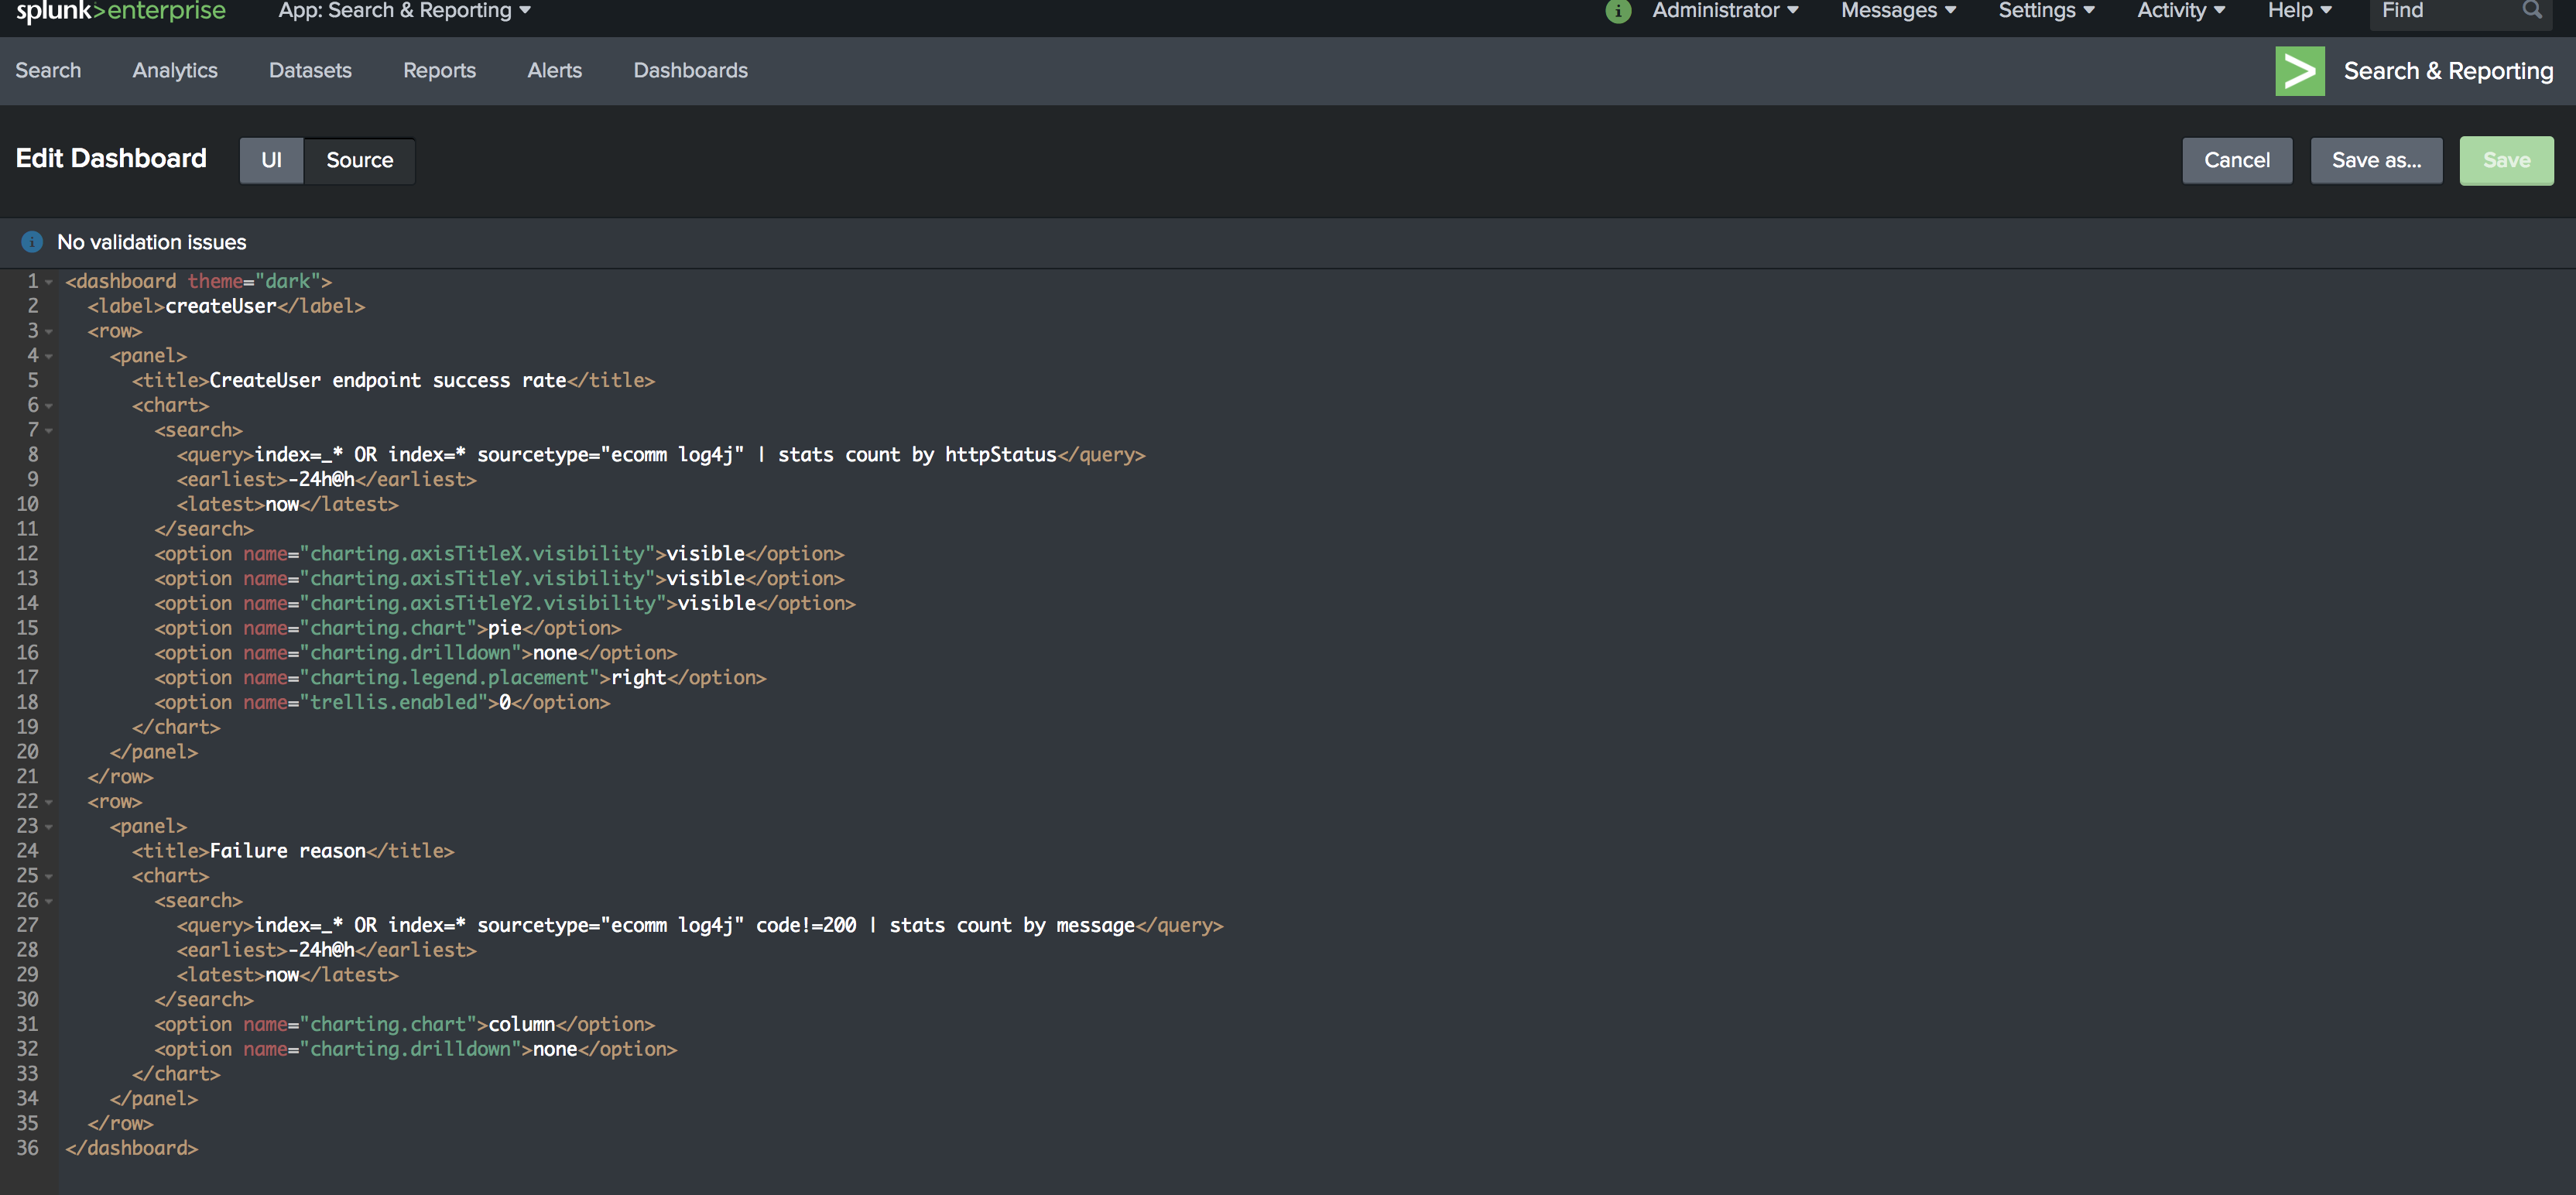 splunk>enterprise App: Search & Reporting i Administrator Messages Settings Activity Help Find
Search Analytics Datasets Reports Alerts Dashboards > Search & Reporting
Edit Dashboard UI Source Cancel Save as... Save
i No validation issues
1 <dashboard theme="dark">
2 <label>createUser</label>
3 <row>
4 <panel>
5 <title>CreateUser endpoint success rate</title>
6 <chart>
7 <search>
8 <query>index=_* OR index=* sourcetype="ecomm log4j" | stats count by httpStatus</query>
9 <earliest>-24h@h</earliest>
10 <latest>now</latest>
11 </search>
12 <option name="charting.axisTitleX.visibility">visible</option>
13 <option name="charting.axisTitleY.visibility">visible</option>
14 <option name="charting.axisTitleY2.visibility">visible</option>
15 <option name="charting.chart">pie</option>
16 <option name="charting.drilldown">none</option>
17 <option name="charting.legend.placement">right</option>
18 <option name="trellis.enabled">0</option>
19 </chart>
20 </panel>
21 </row>
22 <row>
23 <panel>
24 <title>Failure reason</title>
25 <chart>
26 <search>
27 <query>index=_* OR index=* sourcetype="ecomm log4j" code!=200 | stats count by message</query>
28 <earliest>-24h@h</earliest>
29 <latest>now</latest>
30 </search>
31 <option name="charting.chart">column</option>
32 <option name="charting.drilldown">none</option>
33 </chart>
34 </panel>
35 </row>
36 </dashboard>